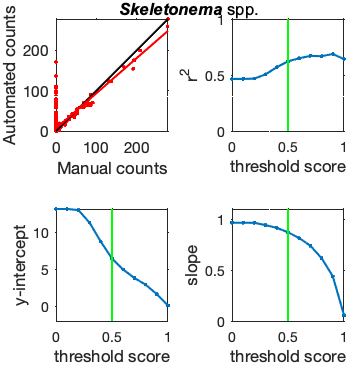 Skeletonema spp.
Automated counts
200
100
0
0
200
Manual counts
r²
1
0.5
0
0
0.5
1
threshold score
y-intercept
10
5
0
0
0.5
1
threshold score
slope
1
0.5
0
0
0.5
1
threshold score